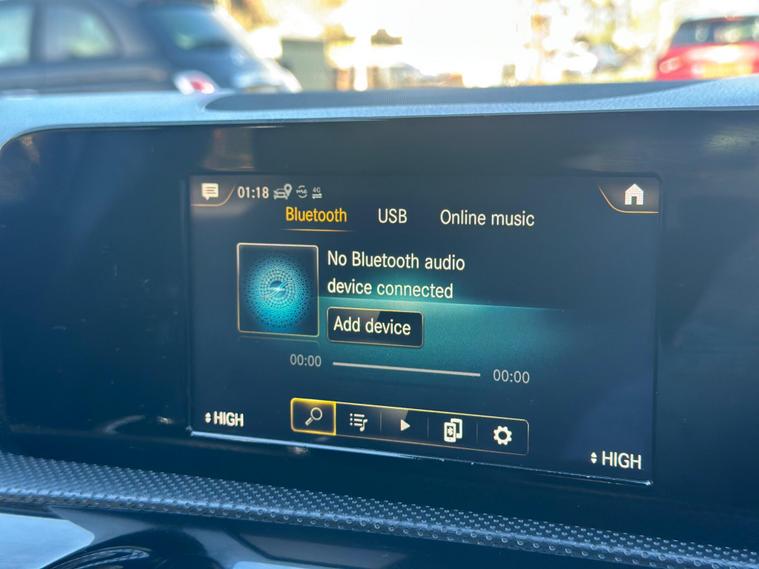 01:18 4G
Bluetooth USB Online music
No Bluetooth audio
device connected
Add device
00:00 00:00
HIGH
HIGH